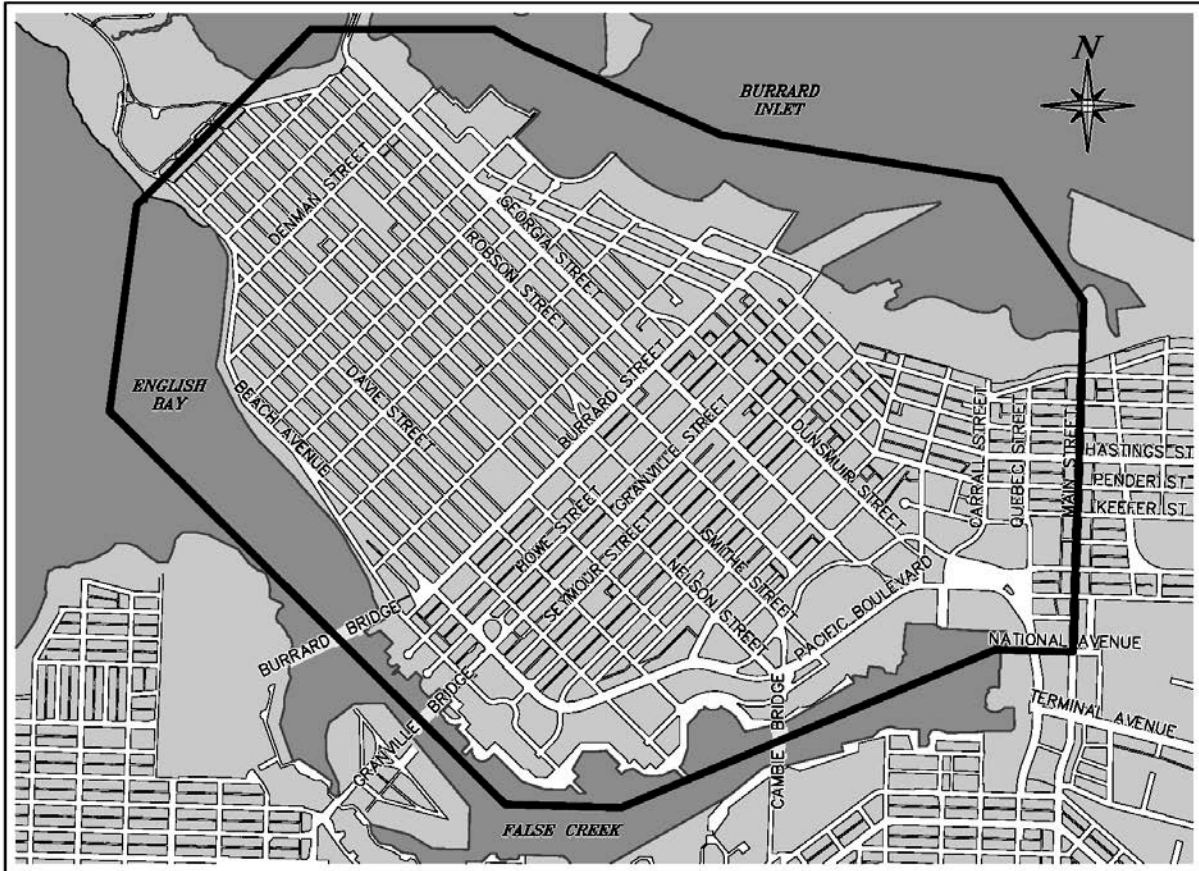 N
BURRARD
INLET
DENMAN STREET
GEORGIA STREET
ROBSON STREET
ENGLISH
BAY
BEACH AVENUE
DAVIE STREET
BURRARD STREET
GRANVILLE STREET
HOWE STREET
SEYMOUR STREET
DUNSMUIR STREET
SMITHE STREET
NELSON STREET
CARRALL STREET
QUEBEC STREET
MAIN STREET
HASTINGS ST
PENDER ST
KEEFER ST
PACIFIC BOULEVARD
BURRARD BRIDGE
NATIONAL AVENUE
GRANVILLE BRIDGE
CAMBIE BRIDGE
TERMINAL AVENUE
FALSE CREEK